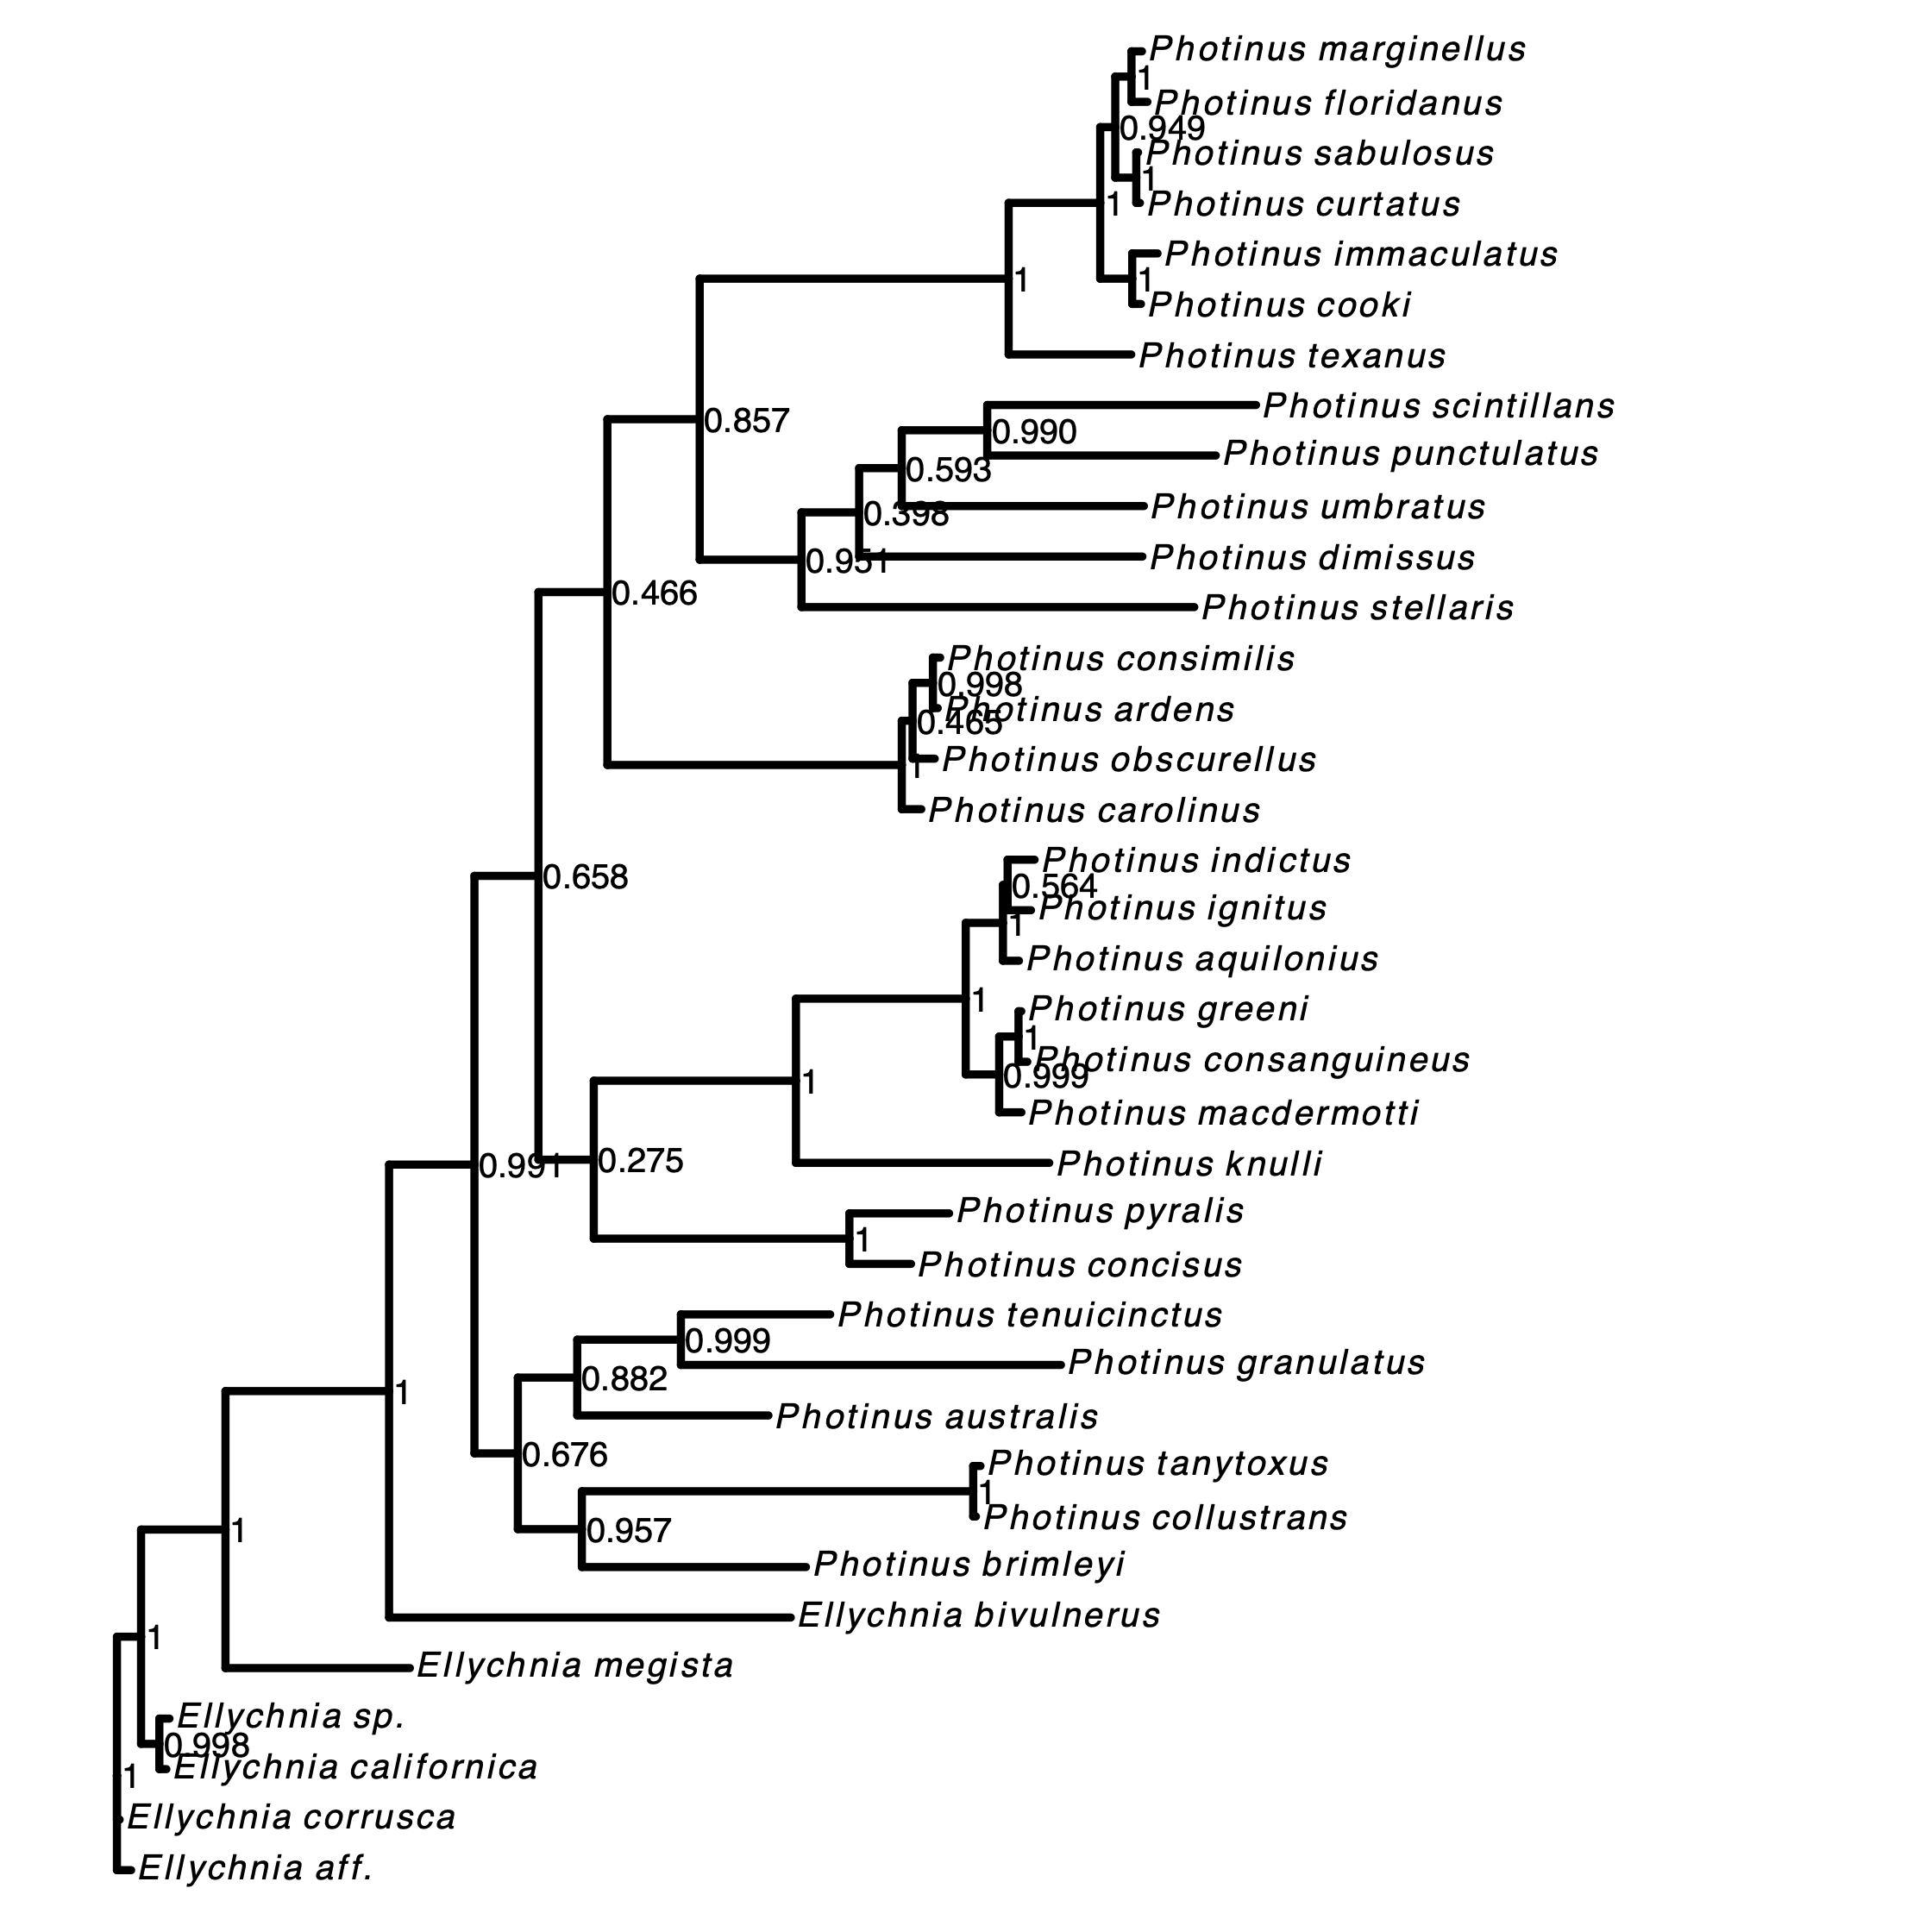 Photinus marginellus
1
Photinus floridanus
0.949
Photinus sabulosus
1
Photinus curtatus
1
Photinus immaculatus
1
1
Photinus cooki
Photinus texanus
Photinus scintillans
0.857
0.990
Photinus punctulatus
0.593
Photinus umbratus
0.398
Photinus dimissus
0.951
0.466
Photinus stellaris
Photinus consimilis
0.998
Photinus ardens
0.465
Photinus obscurellus
1
Photinus carolinus
Photinus indictus
0.658
0.564
Photinus ignitus
1
Photinus aquilonius
1
Photinus greeni
1
Photinus consanguineus
0.999
1
Photinus macdermotti
0.991
0.275
Photinus knulli
Photinus pyralis
1
Photinus concisus
Photinus tenuicinctus
0.999
Photinus granulatus
0.882
1
Photinus australis
0.676
Photinus tanytoxus
1
Photinus collustrans
1
0.957
Photinus brimleyi
Ellychnia bivulnerus
1
Ellychnia megista
Ellychnia sp.
0.998
Ellychnia californica
1
Ellychnia corrusca
Ellychnia aff.